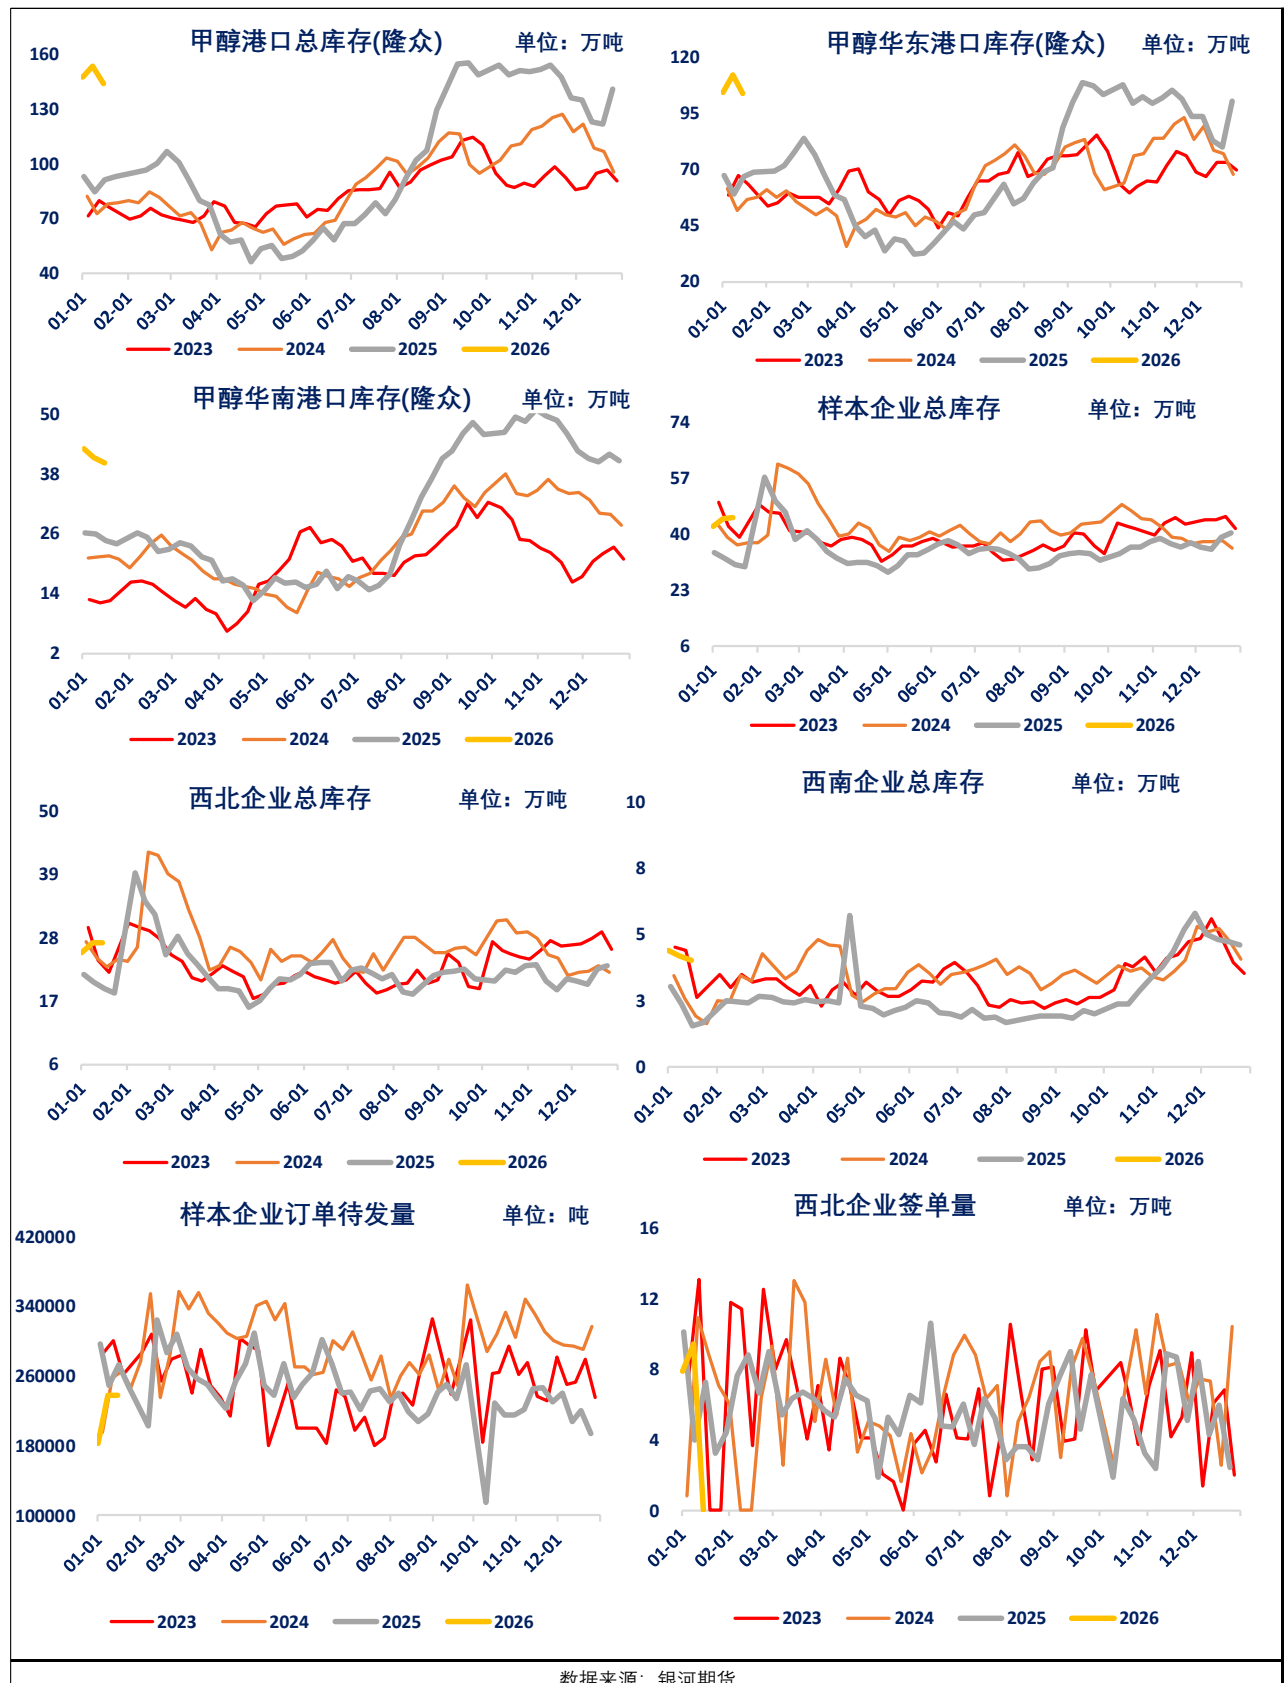 甲醇港口总库存(隆众) 单位：万吨
160
130
100
70
40
01-01 02-01 03-01 04-01 05-01 06-01 07-01 08-01 09-01 10-01 11-01 12-01
2023 2024 2025 2026
甲醇华东港口库存(隆众) 单位：万吨
120
95
70
45
20
01-01 02-01 03-01 04-01 05-01 06-01 07-01 08-01 09-01 10-01 11-01 12-01
2023 2024 2025 2026
甲醇华南港口库存(隆众) 单位：万吨
50
38
26
14
2
01-01 02-01 03-01 04-01 05-01 06-01 07-01 08-01 09-01 10-01 11-01 12-01
2023 2024 2025 2026
样本企业总库存 单位：万吨
74
57
40
23
6
01-01 02-01 03-01 04-01 05-01 06-01 07-01 08-01 09-01 10-01 11-01 12-01
2023 2024 2025 2026
西北企业总库存 单位：万吨
50
39
28
17
6
01-01 02-01 03-01 04-01 05-01 06-01 07-01 08-01 09-01 10-01 11-01 12-01
2023 2024 2025 2026
西南企业总库存 单位：万吨
10
8
5
3
0
01-01 02-01 03-01 04-01 05-01 06-01 07-01 08-01 09-01 10-01 11-01 12-01
2023 2024 2025 2026
样本企业订单待发量 单位：吨
420000
340000
260000
180000
100000
01-01 02-01 03-01 04-01 05-01 06-01 07-01 08-01 09-01 10-01 11-01 12-01
2023 2024 2025 2026
西北企业签单量 单位：万吨
16
12
8
4
0
01-01 02-01 03-01 04-01 05-01 06-01 07-01 08-01 09-01 10-01 11-01 12-01
2023 2024 2025 2026
数据来源：银河期货